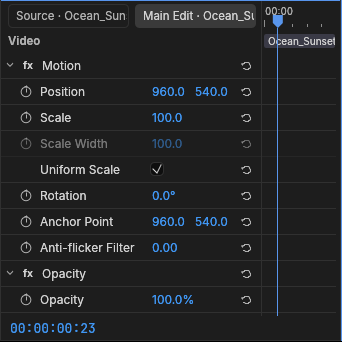 Source · Ocean_Sun
Main Edit · Ocean_Su
00:00
Video
Ocean_Sunset
fx Motion
Position 960.0 540.0
Scale 100.0
Scale Width 100.0
Uniform Scale
Rotation 0.0°
Anchor Point 960.0 540.0
Anti-flicker Filter 0.00
fx Opacity
Opacity 100.0%
00:00:00:23